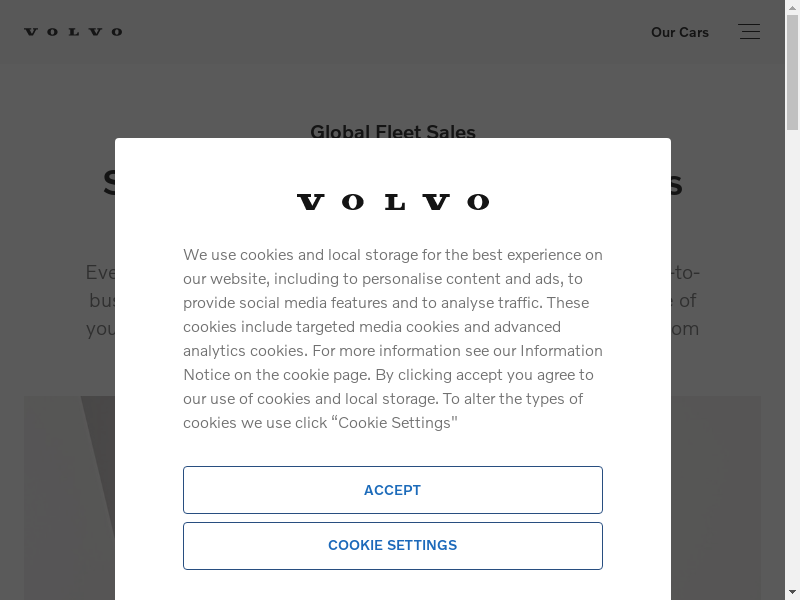 VOLVO
Our Cars
Global Fleet Sales
S
s
Eve
-to-
bus
e of
you
om
VOLVO
We use cookies and local storage for the best experience on
our website, including to personalise content and ads, to
provide social media features and to analyse traffic. These
cookies include targeted media cookies and advanced
analytics cookies. For more information see our Information
Notice on the cookie page. By clicking accept you agree to
our use of cookies and local storage. To alter the types of
cookies we use click “Cookie Settings"
ACCEPT
COOKIE SETTINGS